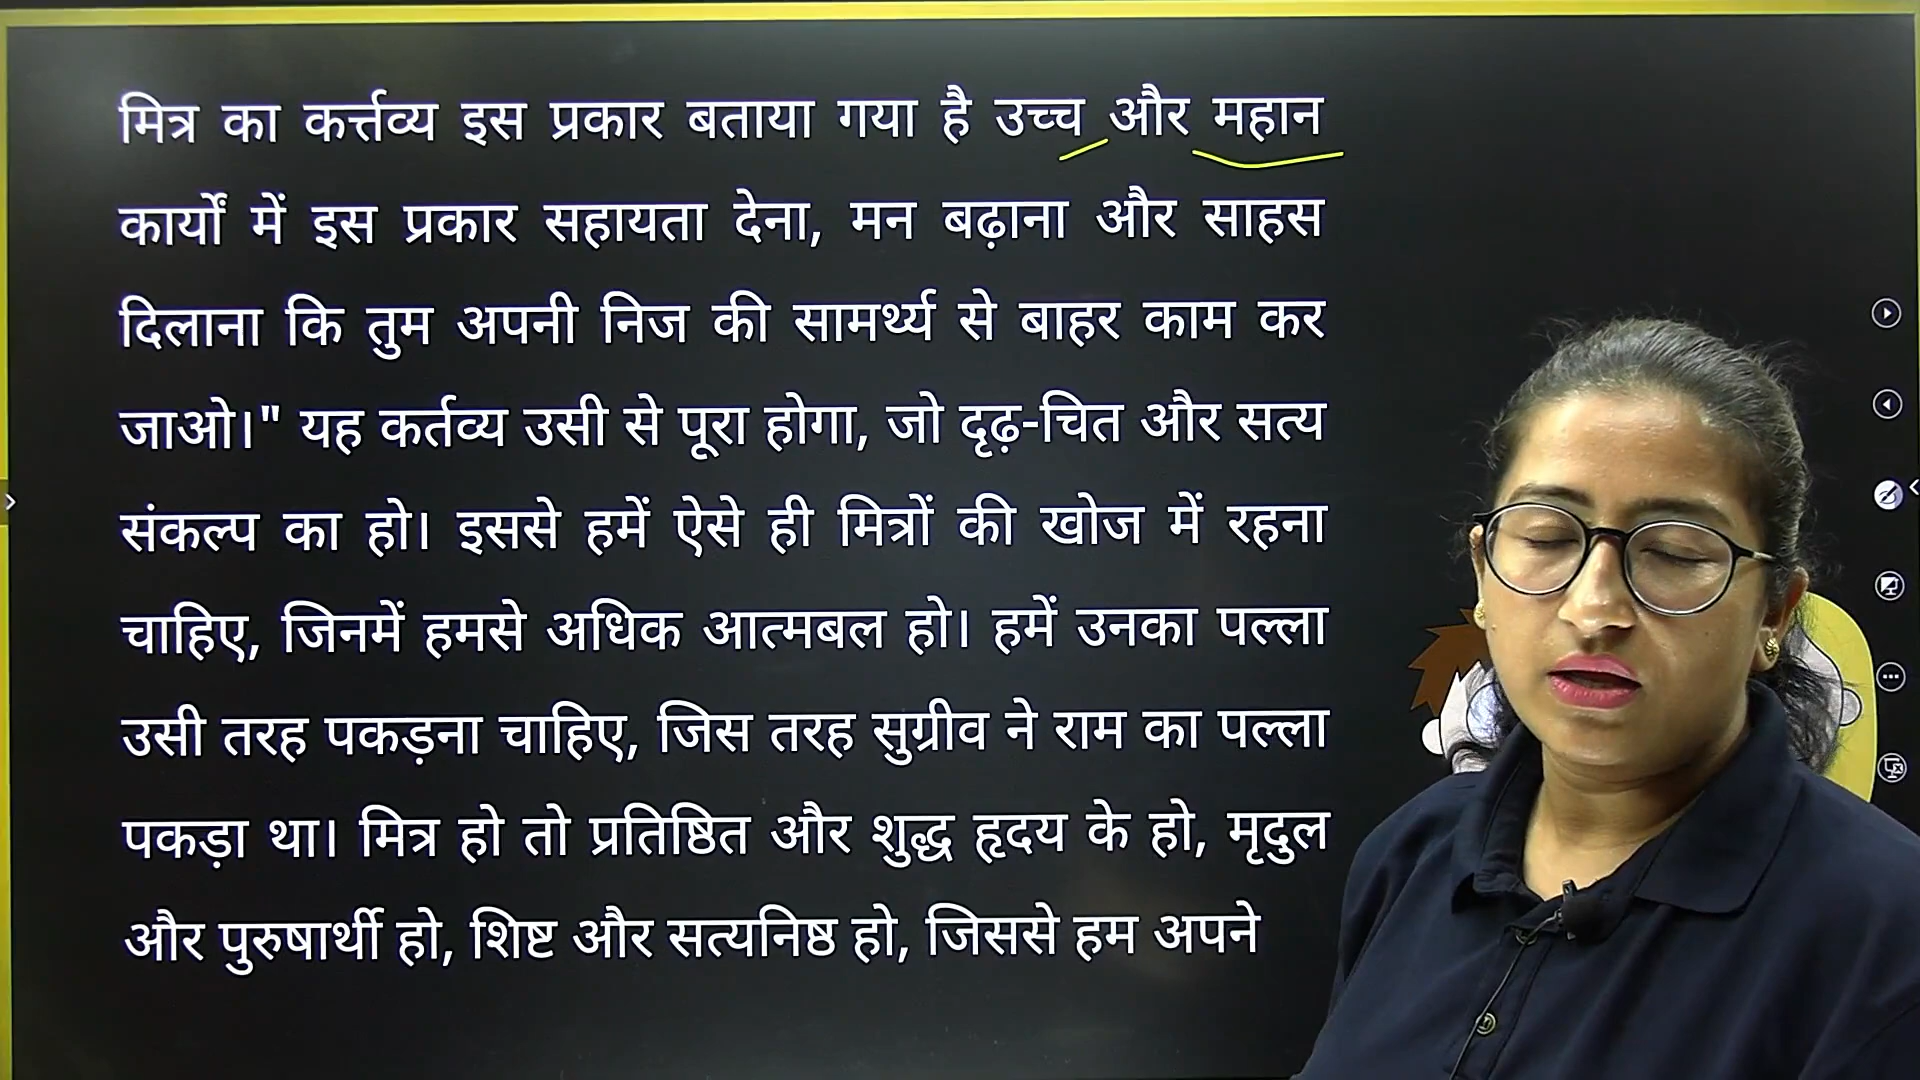 मित्र का कर्त्तव्य इस प्रकार बताया गया है उच्च और महान
कार्यों में इस प्रकार सहायता देना, मन बढ़ाना और साहस
दिलाना कि तुम अपनी निज की सामर्थ्य से बाहर काम कर
जाओ।" यह कर्तव्य उसी से पूरा होगा, जो दृढ़-चित और सत्य
संकल्प का हो। इससे हमें ऐसे ही मित्रों की खोज में रहना
चाहिए, जिनमें हमसे अधिक आत्मबल हो। हमें उनका पल्ला
उसी तरह पकड़ना चाहिए, जिस तरह सुग्रीव ने राम का पल्ला
पकड़ा था। मित्र हो तो प्रतिष्ठित और शुद्ध हृदय के हो, मृदुल
और पुरुषार्थी हो, शिष्ट और सत्यनिष्ठ हो, जिससे हम अपने